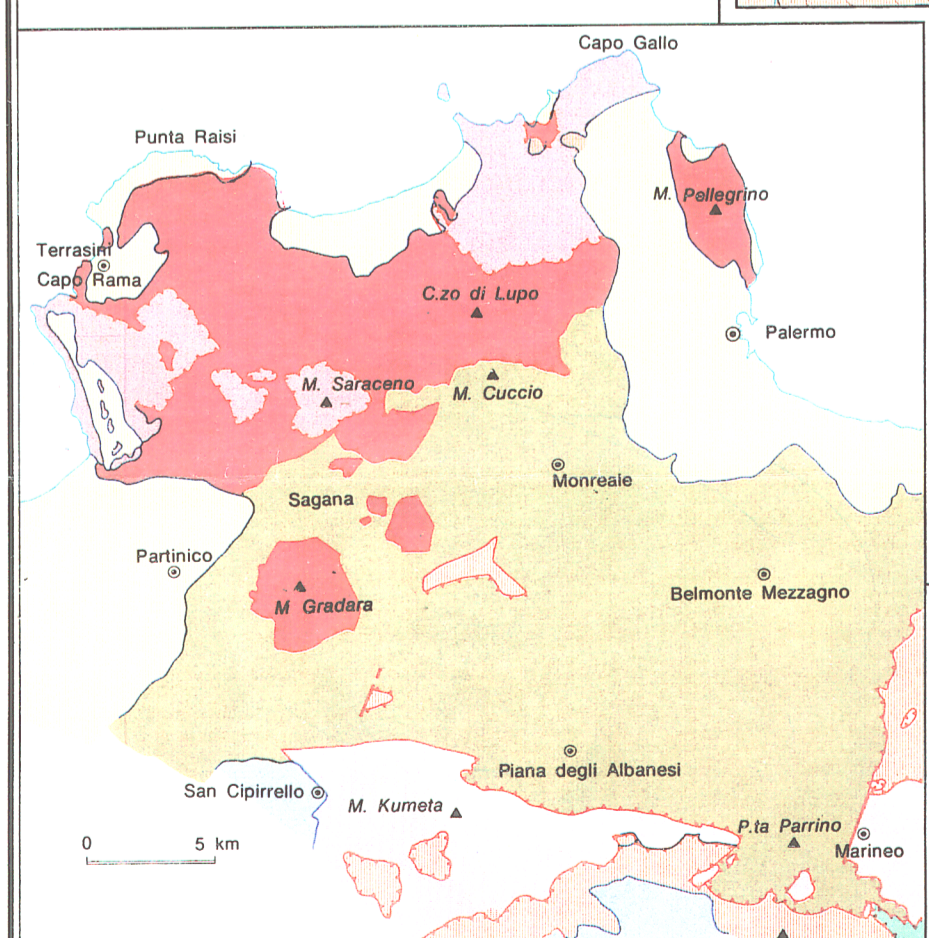 Capo Gallo
Punta Raisi
M. Pellegrino
Terrasini
Capo Rama
C.zo di Lupo
Palermo
M. Saraceno
M. Cuccio
Monreale
Sagana
Partinico
Belmonte Mezzagno
M Gradara
Piana degli Albanesi
San Cipirrello
M. Kumeta
P.ta Parrino
Marineo
0 5 km